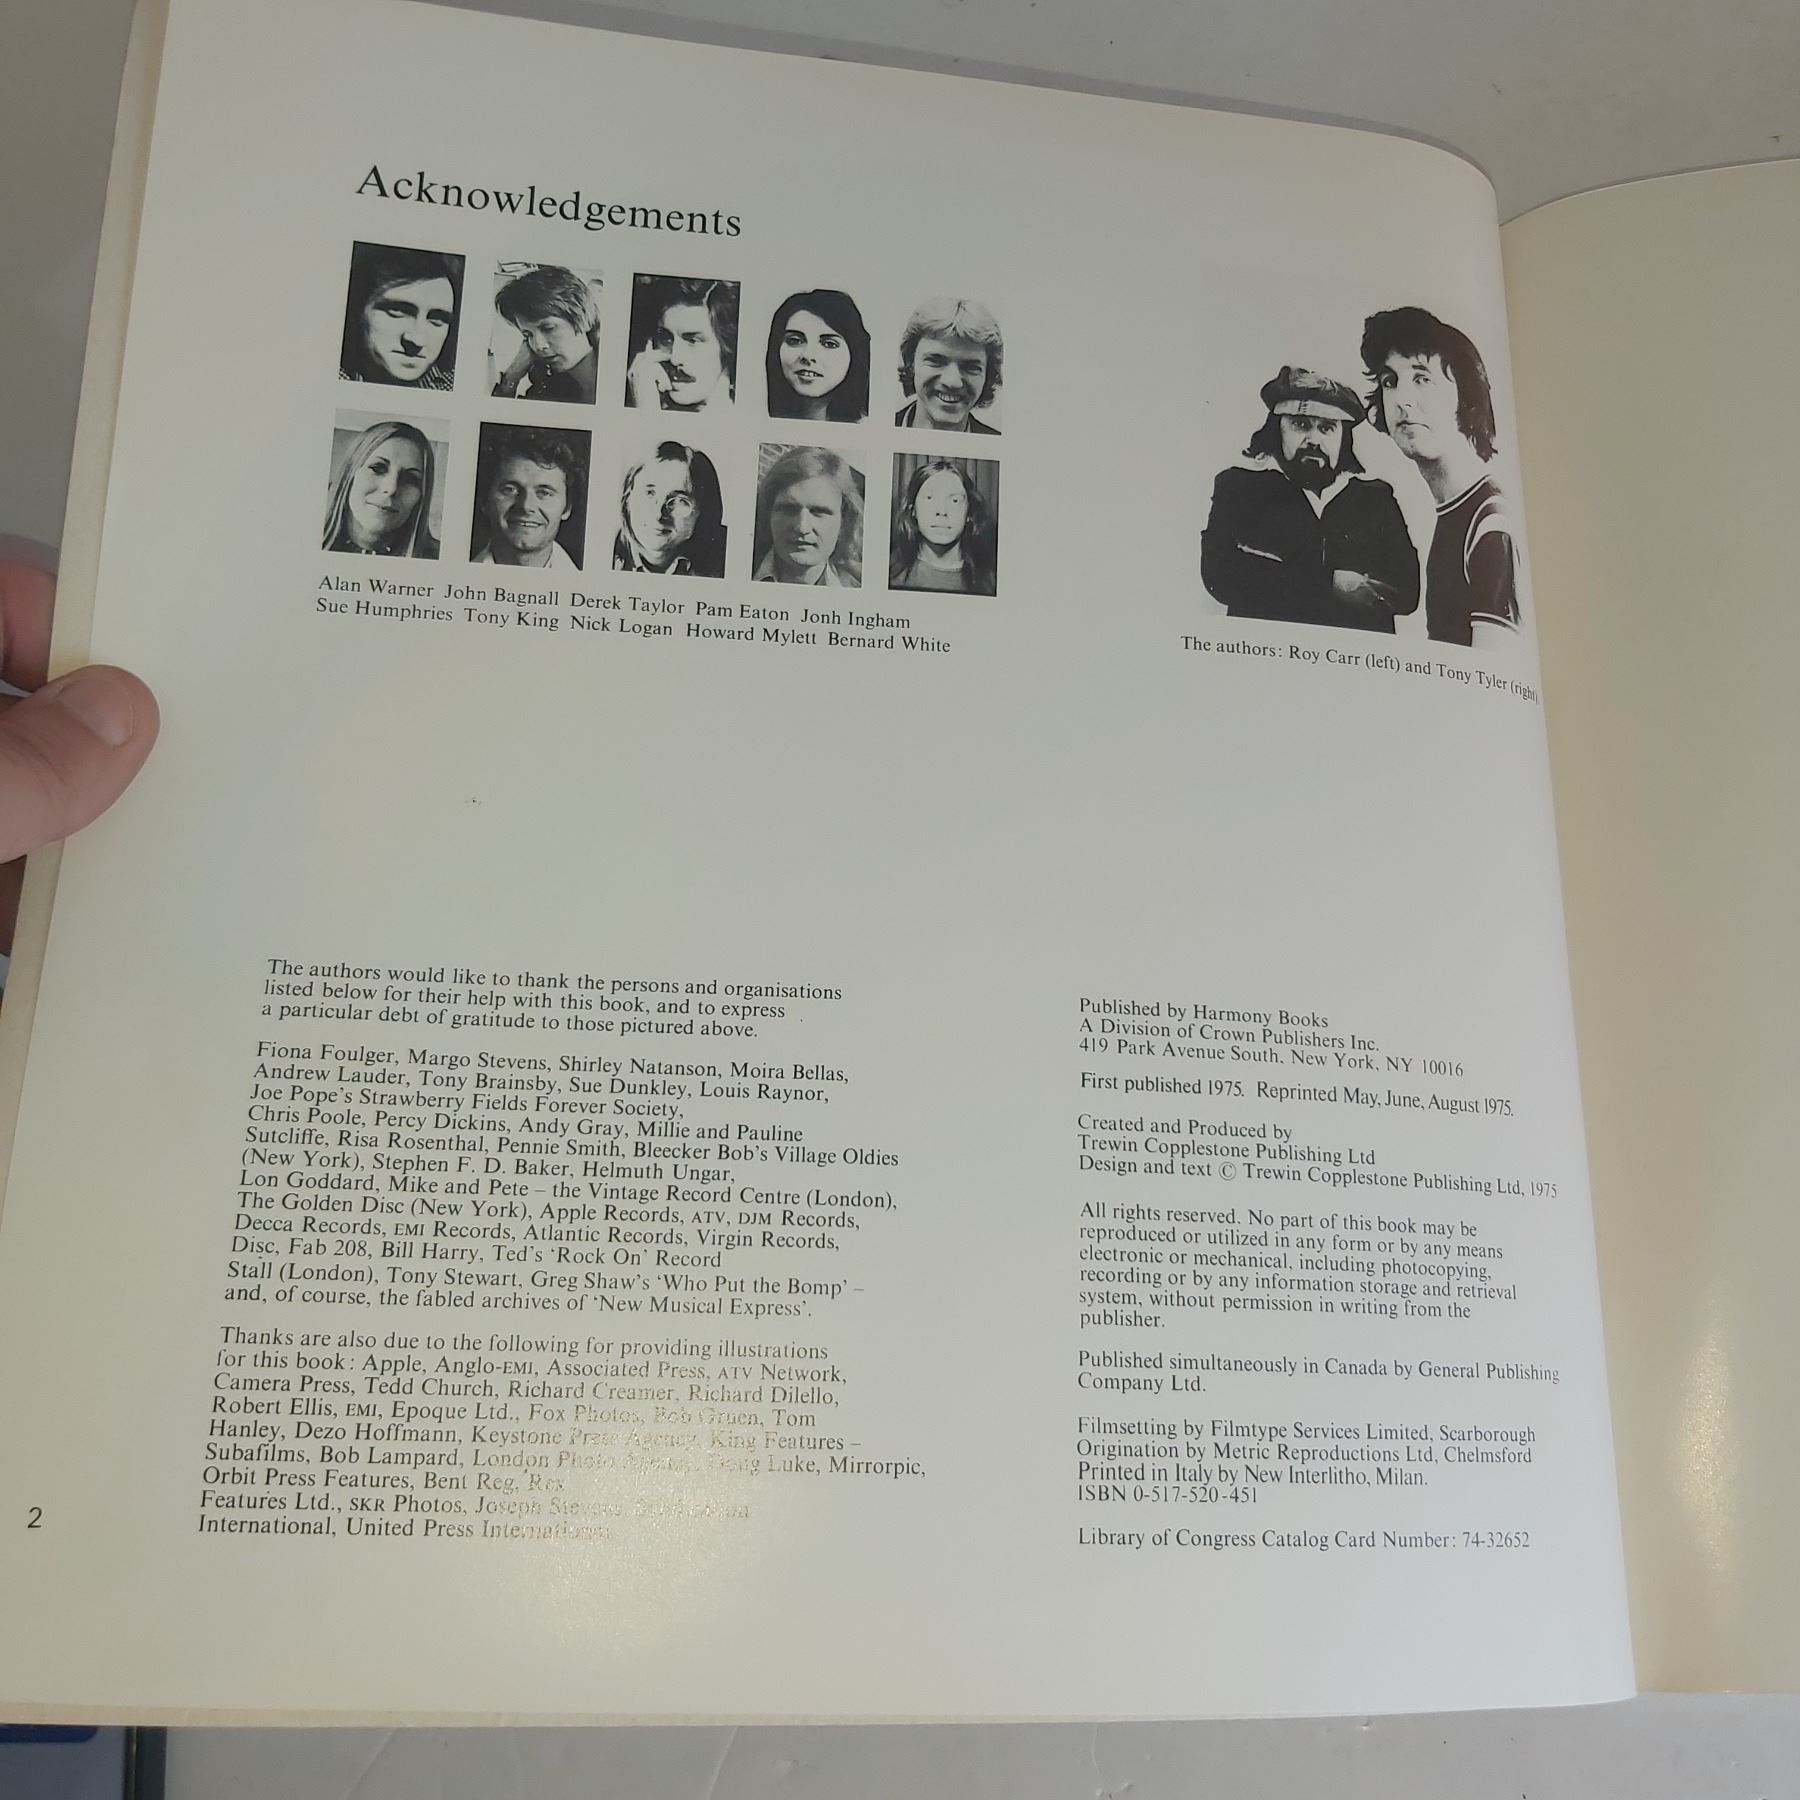 Acknowledgements
Alan Warner John Bagnall Derek Taylor Pam Eaton Jonh Ingham
Sue Humphries Tony King Nick Logan Howard Mylett Bernard White
The authors: Roy Carr (left) and Tony Tyler (right)
The authors would like to thank the persons and organisations
listed below for their help with this book, and to express
a particular debt of gratitude to those pictured above.
Fiona Foulger, Margo Stevens, Shirley Natanson, Moira Bellas,
Andrew Lauder, Tony Brainsby, Sue Dunkley, Louis Raynor,
Joe Pope's Strawberry Fields Forever Society,
Chris Poole, Percy Dickins, Andy Gray, Millie and Pauline
Sutcliffe, Risa Rosenthal, Pennie Smith, Bleecker Bob's Village Oldies
(New York), Stephen F. D. Baker, Helmuth Ungar,
Lon Goddard, Mike and Pete – the Vintage Record Centre (London),
The Golden Disc (New York), Apple Records, ATV, DJM Records,
Decca Records, EMI Records, Atlantic Records, Virgin Records,
Disc, Fab 208, Bill Harry, Ted's 'Rock On' Record
Stall (London), Tony Stewart, Greg Shaw's 'Who Put the Bomp' –
and, of course, the fabled archives of 'New Musical Express'.
Thanks are also due to the following for providing illustrations
for this book: Apple, Anglo-EMI, Associated Press, ATV Network,
Camera Press, Tedd Church, Richard Creamer, Richard Dilello,
Robert Ellis, EMI, Epoque Ltd., Fox Photos, Bob Gruen, Tom
Hanley, Dezo Hoffmann, Keystone Press Agency, King Features –
Subafilms, Bob Lampard, London Photo Agency, Doug Luke, Mirrorpic,
Orbit Press Features, Bent Reg, Rex
Features Ltd., SKR Photos, Joseph Stevens,
International, United Press International
2
Published by Harmony Books
A Division of Crown Publishers Inc.
419 Park Avenue South, New York, NY 10016
First published 1975. Reprinted May, June, August 1975.
Created and Produced by
Trewin Copplestone Publishing Ltd
Design and text © Trewin Copplestone Publishing Ltd, 1975
All rights reserved. No part of this book may be
reproduced or utilized in any form or by any means
electronic or mechanical, including photocopying,
recording or by any information storage and retrieval
system, without permission in writing from the
publisher.
Published simultaneously in Canada by General Publishing
Company Ltd.
Filmsetting by Filmtype Services Limited, Scarborough
Origination by Metric Reproductions Ltd, Chelmsford
Printed in Italy by New Interlitho, Milan.
ISBN 0-517-520-451
Library of Congress Catalog Card Number: 74-32652